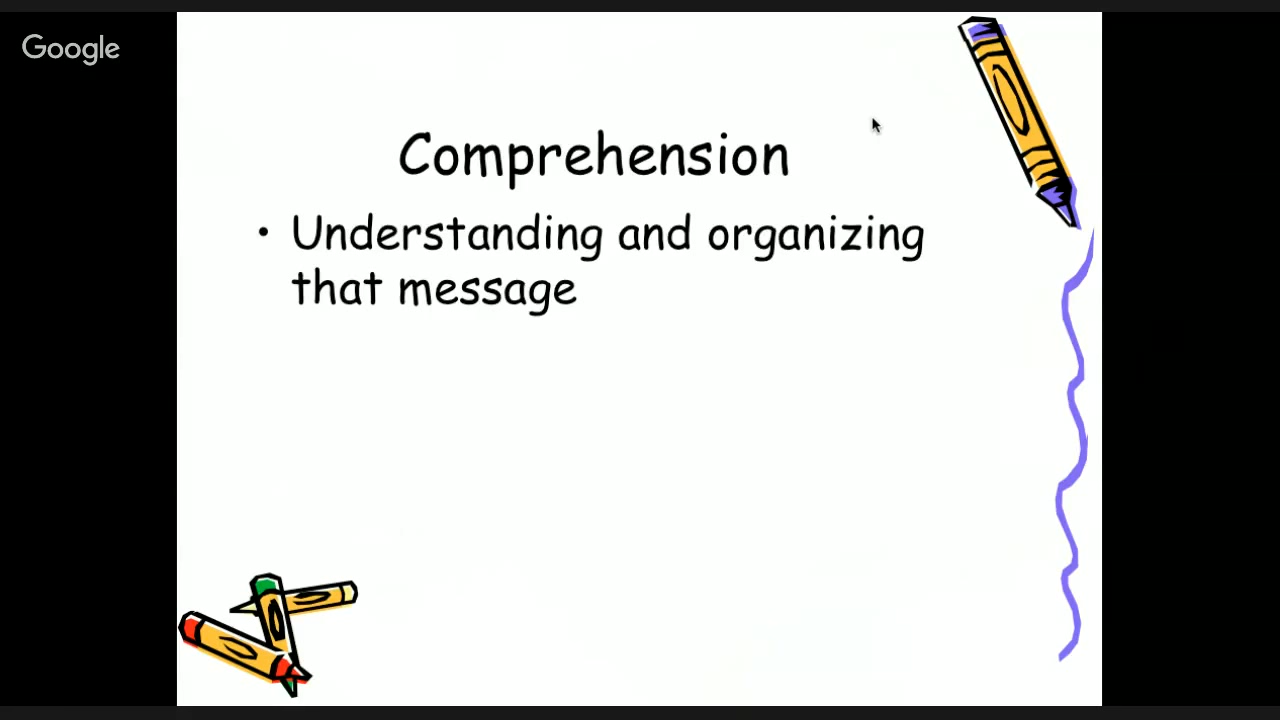 Google
Comprehension
• Understanding and organizing
that message